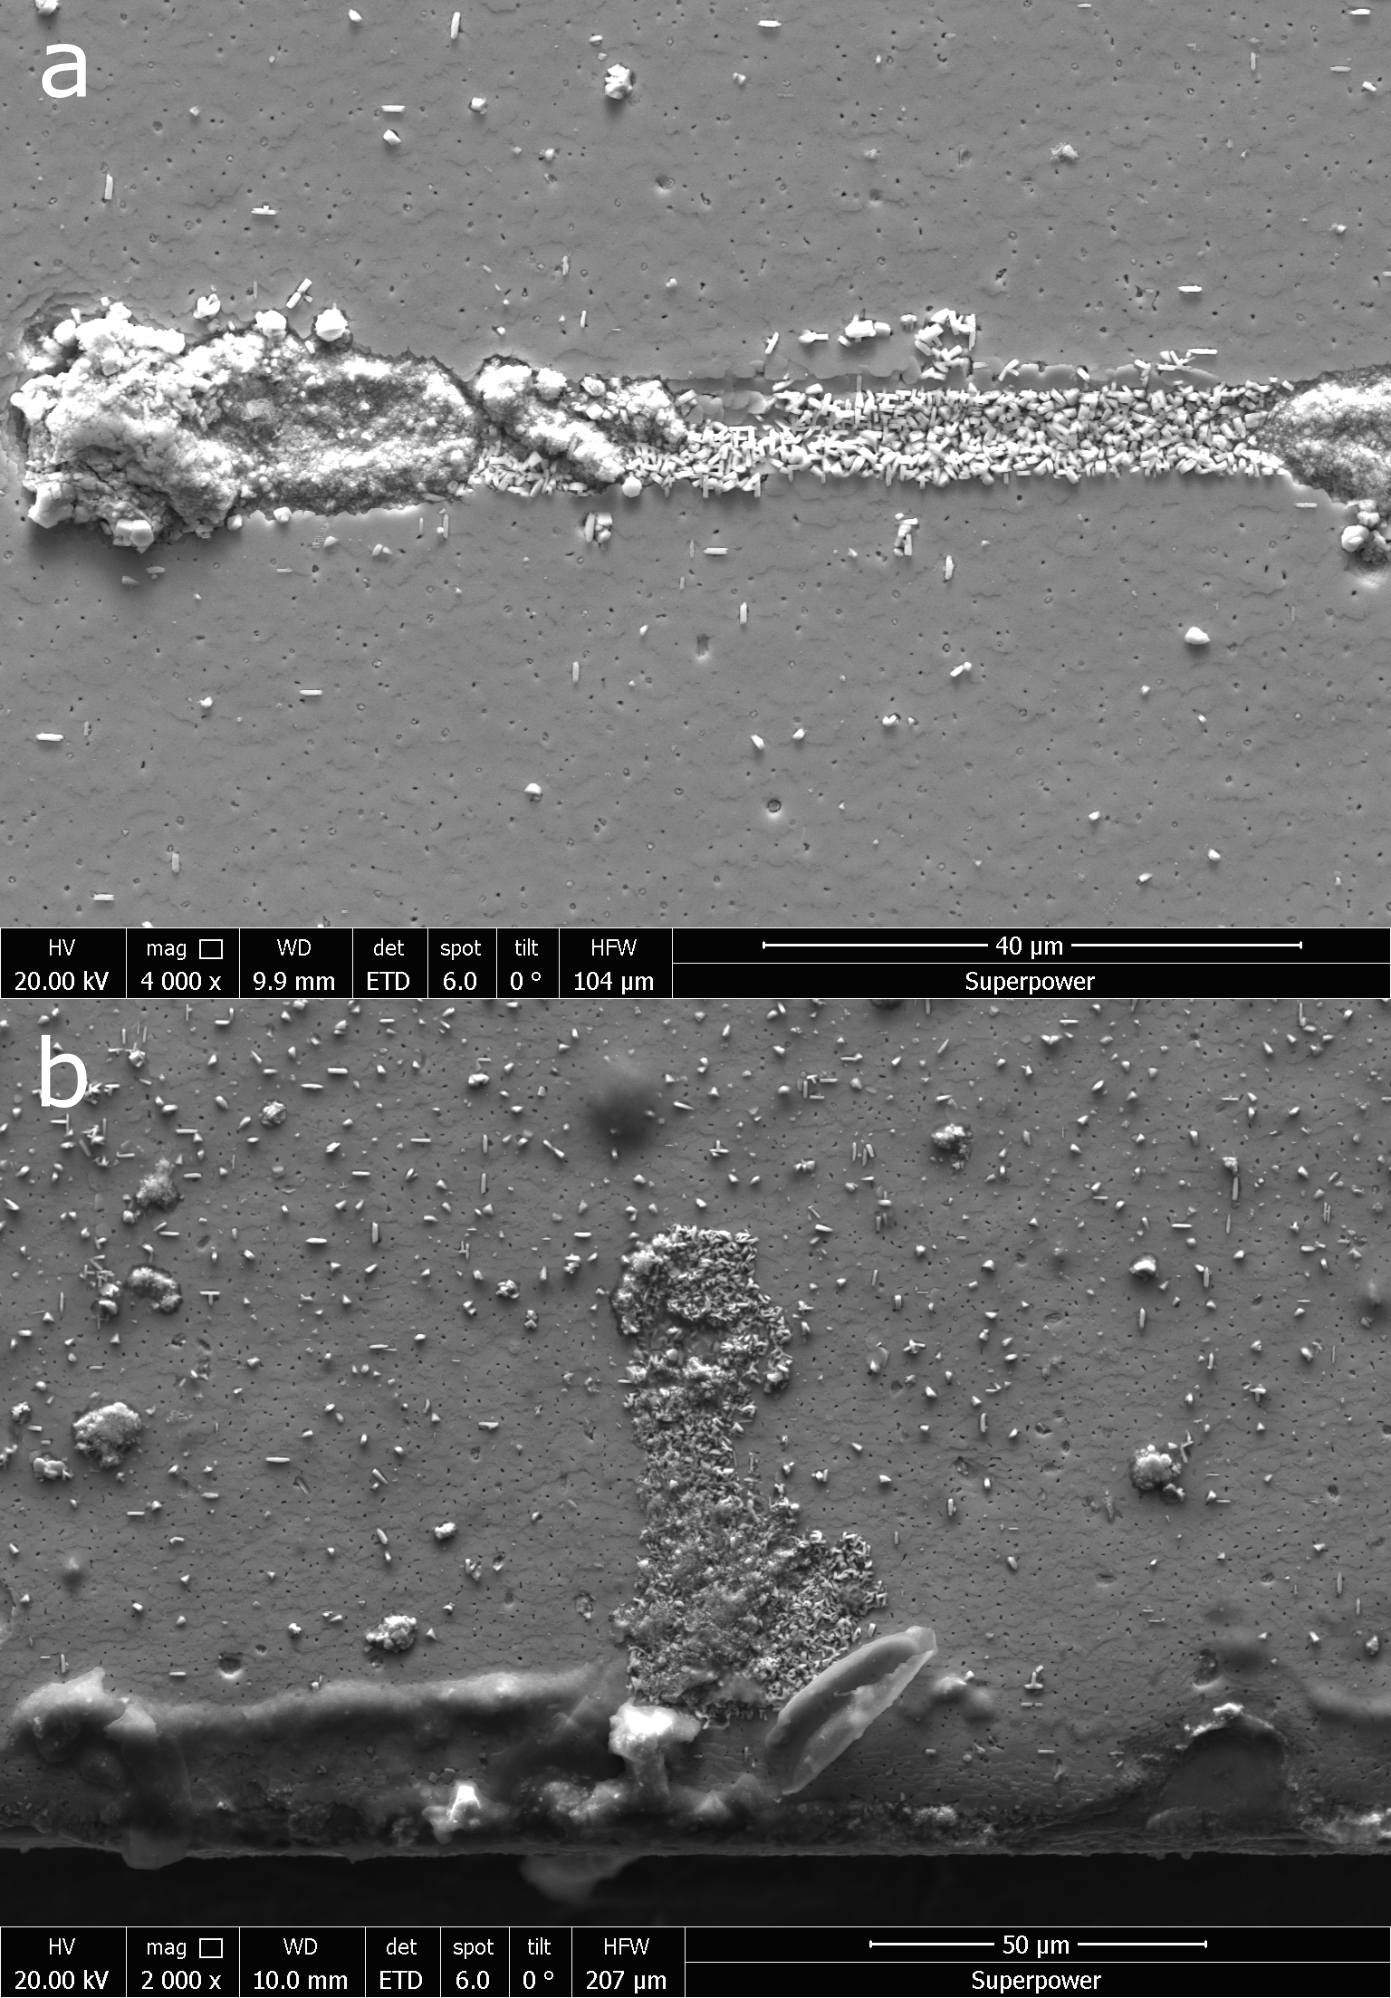 a
HV mag WD det spot tilt HFW 40 µm
20.00 kV 4 000 x 9.9 mm ETD 6.0 0 ° 104 µm Superpower
b
HV mag WD det spot tilt HFW 50 µm
20.00 kV 2 000 x 10.0 mm ETD 6.0 0 ° 207 µm Superpower